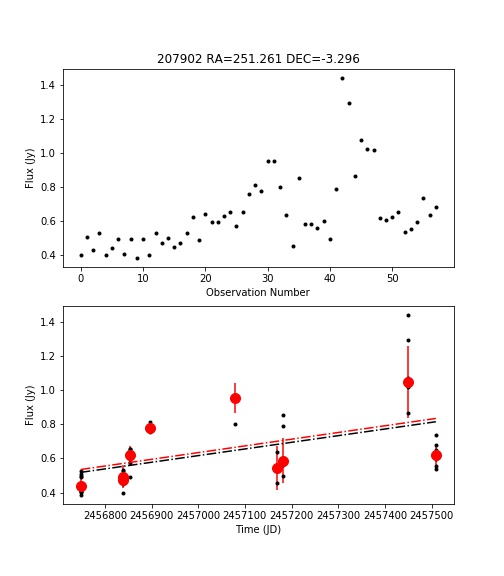 207902 RA=251.261 DEC=-3.296
1.4
1.2
1.0
0.8
0.6
0.4
Flux (Jy)
0 10 20 30 40 50
Observation Number
1.4
1.2
1.0
0.8
0.6
0.4
Flux (Jy)
2456800 2456900 2457000 2457100 2457200 2457300 2457400 2457500
Time (JD)